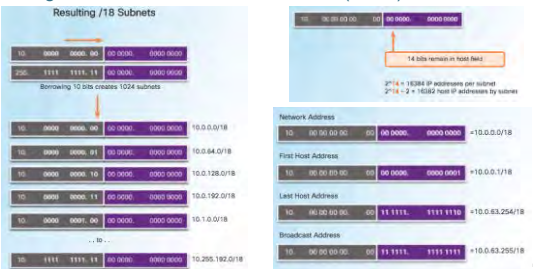 Resulting /18 Subnets
10. 0000 0000. 00 00 0000. 0000 0000
250. 1111 1111. 11 00 0000. 0000 0000
Borrowing 10 bits creates 1024 subnets
10. 0000 0000. 00 00 0000. 0000 0000 10.0.0.0/18
10. 0000 0000. 01 00 0000. 0000 0000 10.0.64.0/18
10. 0000 0000. 10 00 0000. 0000 0000 10.0.128.0/18
10. 0000 0000. 11 00 0000. 0000 0000 10.0.192.0/18
10. 0000 0001. 00 00 0000. 0000 0000 10.1.0.0/18
. . to . .
10. 1111 1111. 11 00 0000. 0000 0000 10.255.192.0/18
10. 00 00 00 00. 00 00 0000. 0000 0000
14 bits remain in host field
2^14 = 16384 IP addresses per subnet
2^14 - 2 = 16382 host IP addresses by subnet
Network Address
10. 00 00 00 00. 00 00 0000. 0000 0000 =10.0.0.0/18
First Host Address
10. 00 00 00 00. 00 00 0000. 0000 0001 =10.0.0.1/18
Last Host Address
10. 00 00 00 00. 00 11 1111. 1111 1110 =10.0.63.254/18
Broadcast Address
10. 00 00 00 00. 00 11 1111. 1111 1111 =10.0.63.255/18